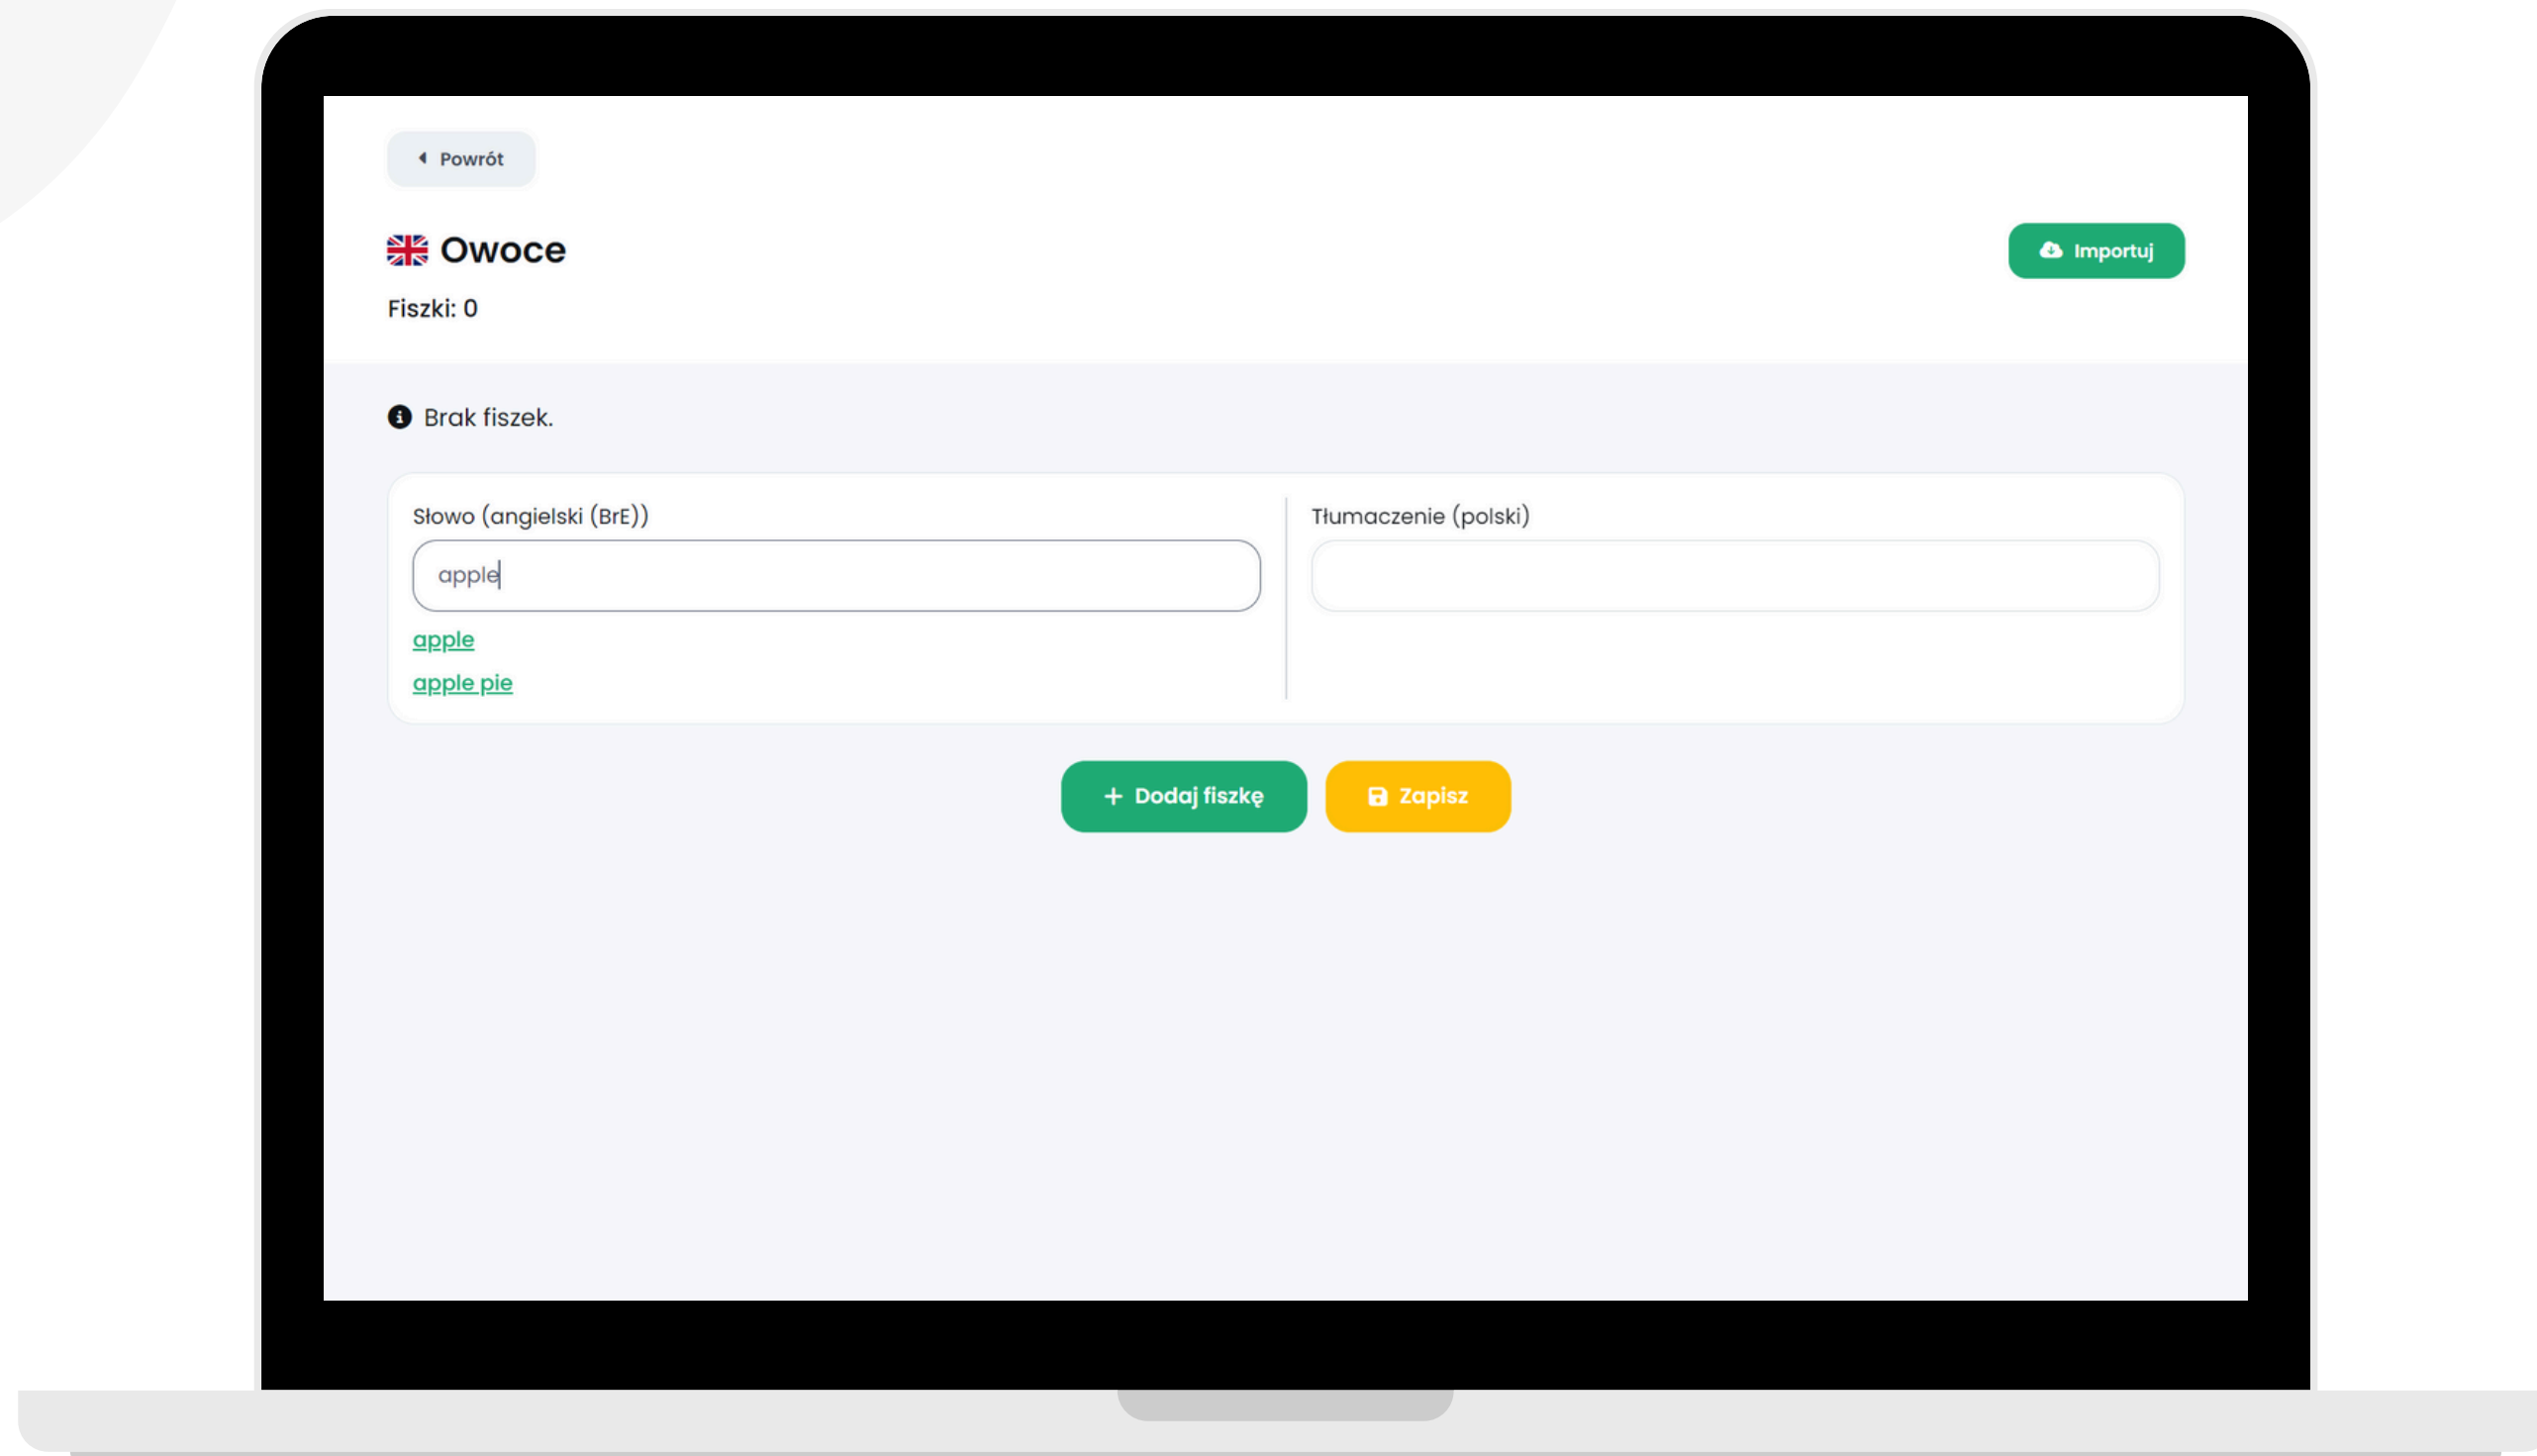 Powrót
Owoce
Importuj
Fiszki: 0
Brak fiszek.
Słowo (angielski (BrE))
Tłumaczenie (polski)
apple
apple
apple pie
Dodaj fiszkę
Zapisz